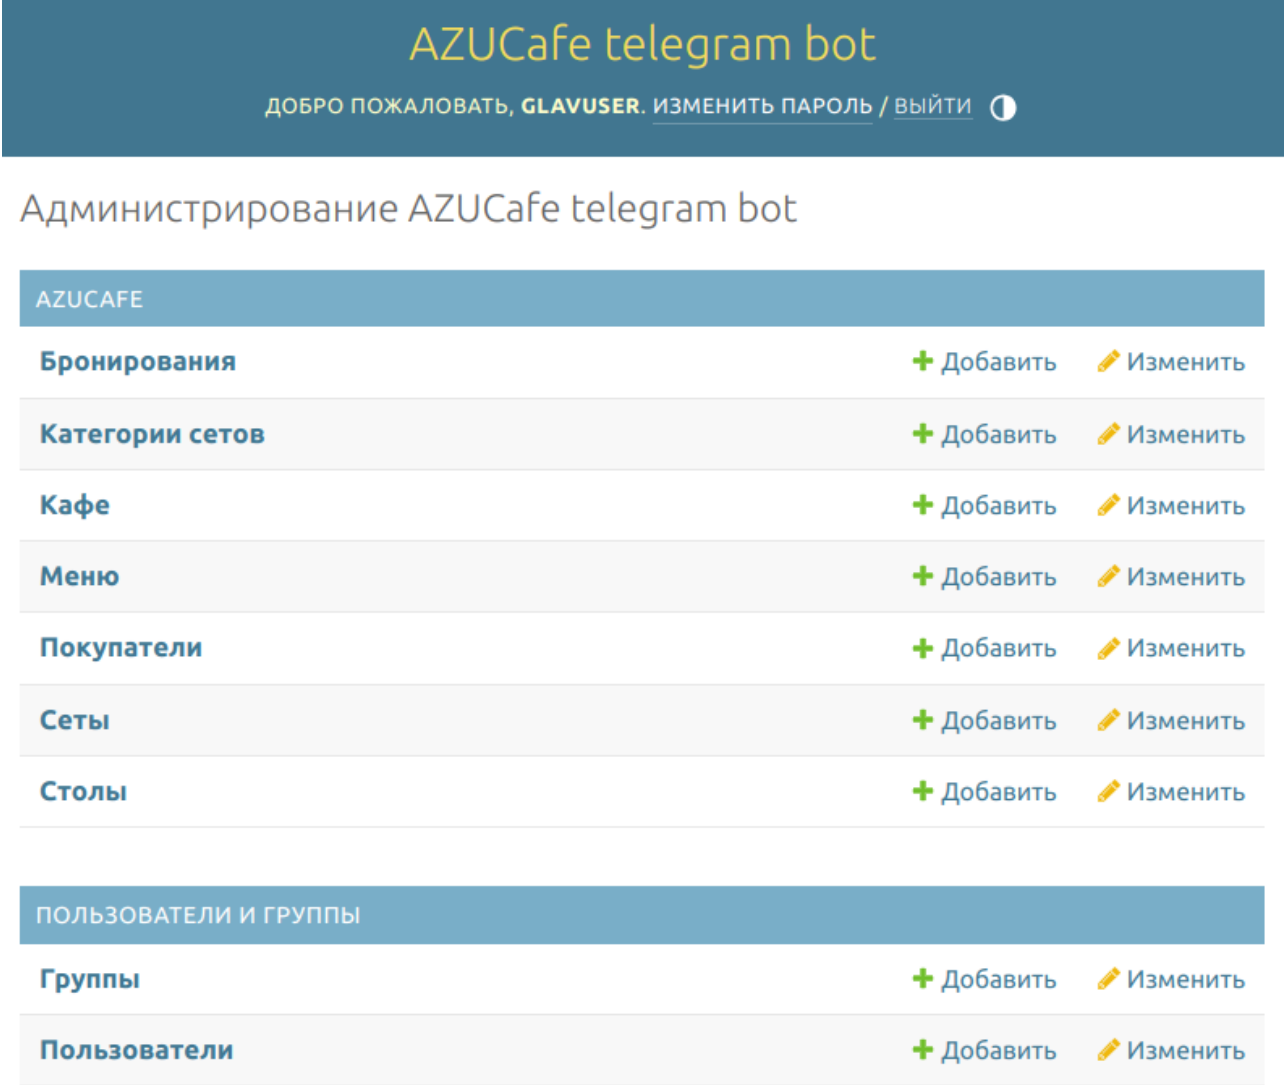 AZUCafe telegram bot
ДОБРО ПОЖАЛОВАТЬ, GLAVUSER. ИЗМЕНИТЬ ПАРОЛЬ / ВЫЙТИ
Администрирование AZUCafe telegram bot
AZUCAFE
Бронирования Добавить Изменить
Категории сетов Добавить Изменить
Кафе Добавить Изменить
Меню Добавить Изменить
Покупатели Добавить Изменить
Сеты Добавить Изменить
Столы Добавить Изменить
ПОЛЬЗОВАТЕЛИ И ГРУППЫ
Группы Добавить Изменить
Пользователи Добавить Изменить